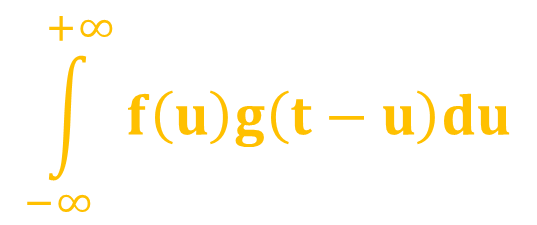 +∞
∫ f(u)g(t − u)du
−∞